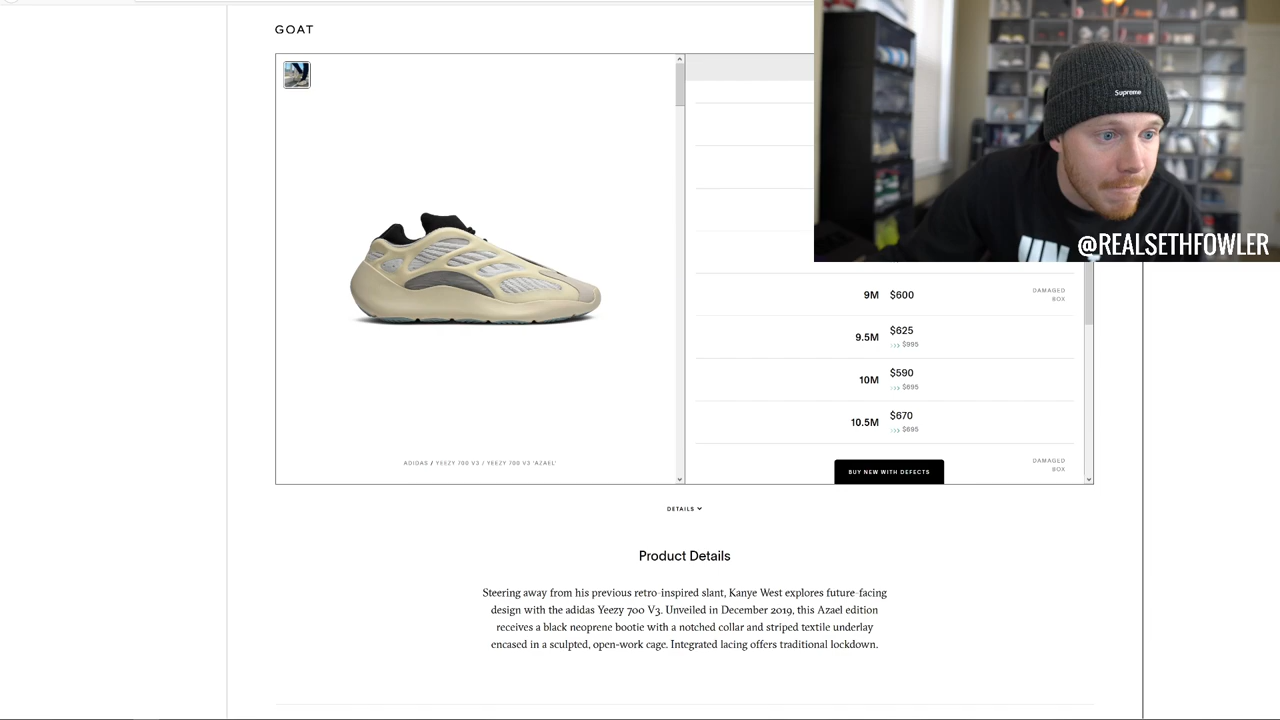 GOAT
Supreme
@REALSETHFOWLER
9M $600 DAMAGED
BOX
9.5M $625
››› $995
10M $590
››› $695
10.5M $670
››› $695
DAMAGED
BOX
BUY NEW WITH DEFECTS
ADIDAS / YEEZY 700 V3 / YEEZY 700 V3 'AZAEL'
DETAILS
Product Details
Steering away from his previous retro-inspired slant, Kanye West explores future-facing
design with the adidas Yeezy 700 V3. Unveiled in December 2019, this Azael edition
receives a black neoprene bootie with a notched collar and striped textile underlay
encased in a sculpted, open-work cage. Integrated lacing offers traditional lockdown.